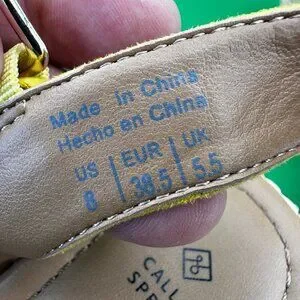 Made in China
Hecho en China
US | EUR | UK
8 | 38.5 | 5.5
CALL
SPR